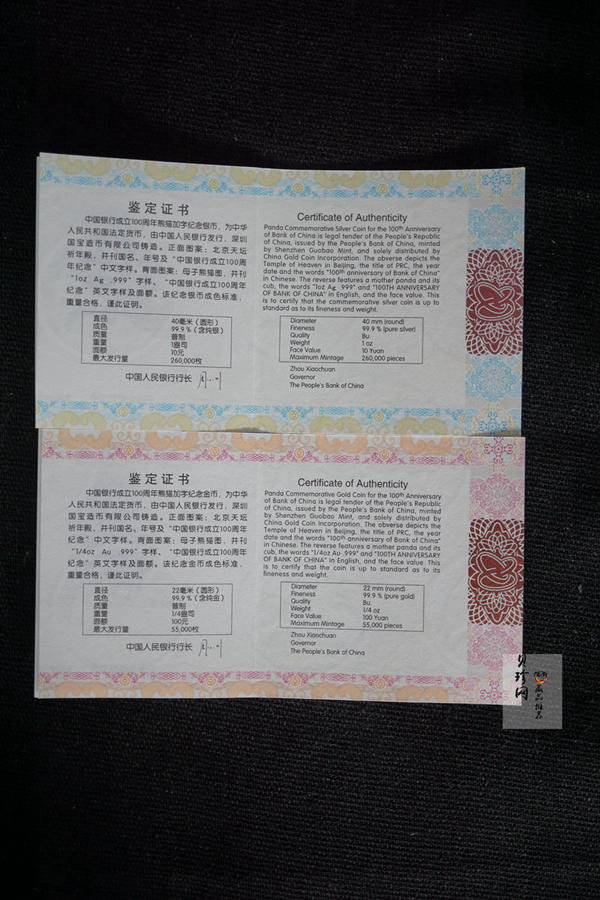 鉴定证书
中国银行成立100周年熊猫加字纪念银币，为中华
人民共和国法定货币，由中国人民银行发行，深圳
国宝造币有限公司铸造。正面图案：北京天坛
祈年殿，并刊国名、年号及“中国银行成立100周
年纪念”中文字样。背面图案：母子熊猫图，并刊
“1oz Ag .999”字样、“中国银行成立100周年
纪念”英文字样及面额。该纪念银币成色标准，
重量合格，谨此证明。
直径 40毫米（圆形）
成色 99.9%（含纯银）
质量 普制
重量 1盎司
面额 10元
最大发行量 260,000枚
中国人民银行行长
Certificate of Authenticity
Panda Commemorative Silver Coin for the 100th Anniversary
of Bank of China is legal tender of the People's Republic
of China, issued by the People's Bank of China, minted
by Shenzhen Guobao Mint, and solely distributed by
China Gold Coin Incorporation. The obverse depicts the
Temple of Heaven in Beijing, the title of PRC, the year
date and the words "100th anniversary of Bank of China"
in Chinese. The reverse features a mother panda and its
cub, the words "1oz Ag .999" and "100TH ANNIVERSARY
OF BANK OF CHINA" in English, and the face value. This
is to certify that the commemorative silver coin is up to
standard as to its fineness and weight.
Diameter 40 mm (round)
Fineness 99.9 % (pure silver)
Quality Bu.
Weight 1 oz
Face Value 10 Yuan
Maximum Mintage 260,000 pieces
Zhou Xiaochuan
Governor
The People's Bank of China
鉴定证书
中国银行成立100周年熊猫加字纪念金币，为中华
人民共和国法定货币，由中国人民银行发行，深圳
国宝造币有限公司铸造。正面图案：北京天坛
祈年殿，并刊国名、年号及“中国银行成立100周年
纪念”中文字样。背面图案：母子熊猫图，并刊
“1/4oz Au .999”字样、“中国银行成立100周年
纪念”英文字样及面额。该纪念金币成色标准，
重量合格，谨此证明。
直径 22毫米（圆形）
成色 99.9%（含纯金）
质量 普制
重量 1/4盎司
面额 100元
最大发行量 55,000枚
中国人民银行行长
Certificate of Authenticity
Panda Commemorative Gold Coin for the 100th Anniversary
of Bank of China is legal tender of the People's Republic
of China, issued by the People's Bank of China, minted
by Shenzhen Guobao Mint, and solely distributed by
China Gold Coin Incorporation. The obverse depicts the
Temple of Heaven in Beijing, the title of PRC, the year
date and the words "100th anniversary of Bank of China"
in Chinese. The reverse features a mother panda and its
cub, the words "1/4oz Au .999" and "100TH ANNIVERSARY
OF BANK OF CHINA" in English, and the face value. This
is to certify that the coin is up to standard as to its
fineness and weight.
Diameter 22 mm (round)
Fineness 99.9 % (pure gold)
Quality Bu.
Weight 1/4 oz
Face Value 100 Yuan
Maximum Mintage 55,000 pieces
Zhou Xiaochuan
Governor
The People's Bank of China
藏品推荐